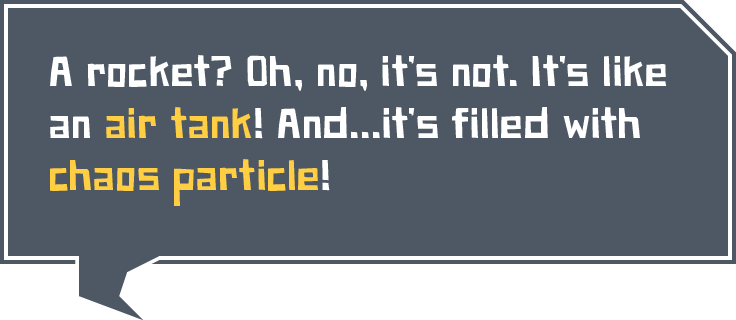 A rocket? Oh, no, it's not. It's like
an air tank! And...it's filled with
chaos particle!